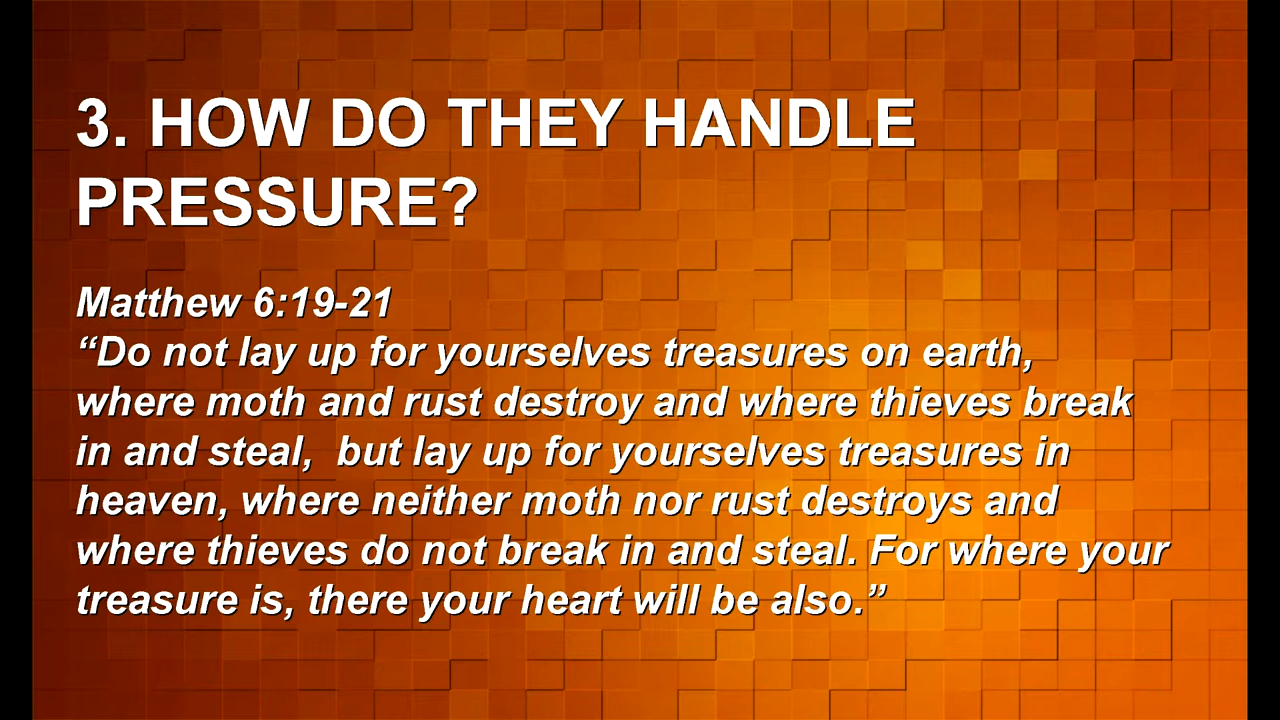 3. HOW DO THEY HANDLE
PRESSURE?
Matthew 6:19-21
“Do not lay up for yourselves treasures on earth,
where moth and rust destroy and where thieves break
in and steal,  but lay up for yourselves treasures in
heaven, where neither moth nor rust destroys and
where thieves do not break in and steal. For where your
treasure is, there your heart will be also.”